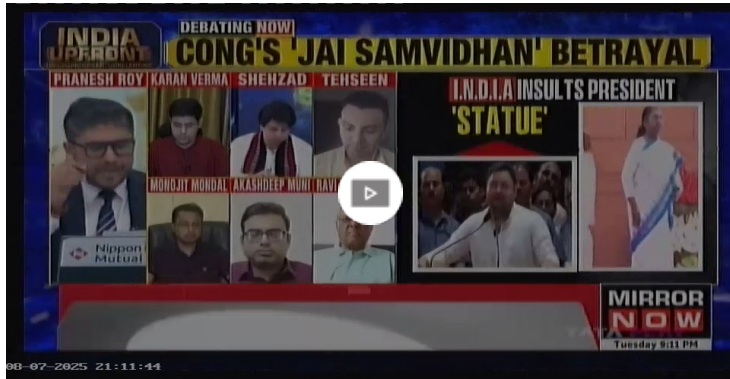 INDIA
UPFRONT
DEBATING NOW
CONG'S 'JAI SAMVIDHAN' BETRAYAL
PRANESH ROY
KARAN VERMA
SHEHZAD
TEHSEEN
MONOJIT MONDAL
AKASHDEEP MUNI
RAVI
Nippon
Mutual
I.N.D.I.A INSULTS PRESIDENT
'STATUE'
MIRROR
NOW
Tuesday 9:11 PM
08-07-2025 21:11:44